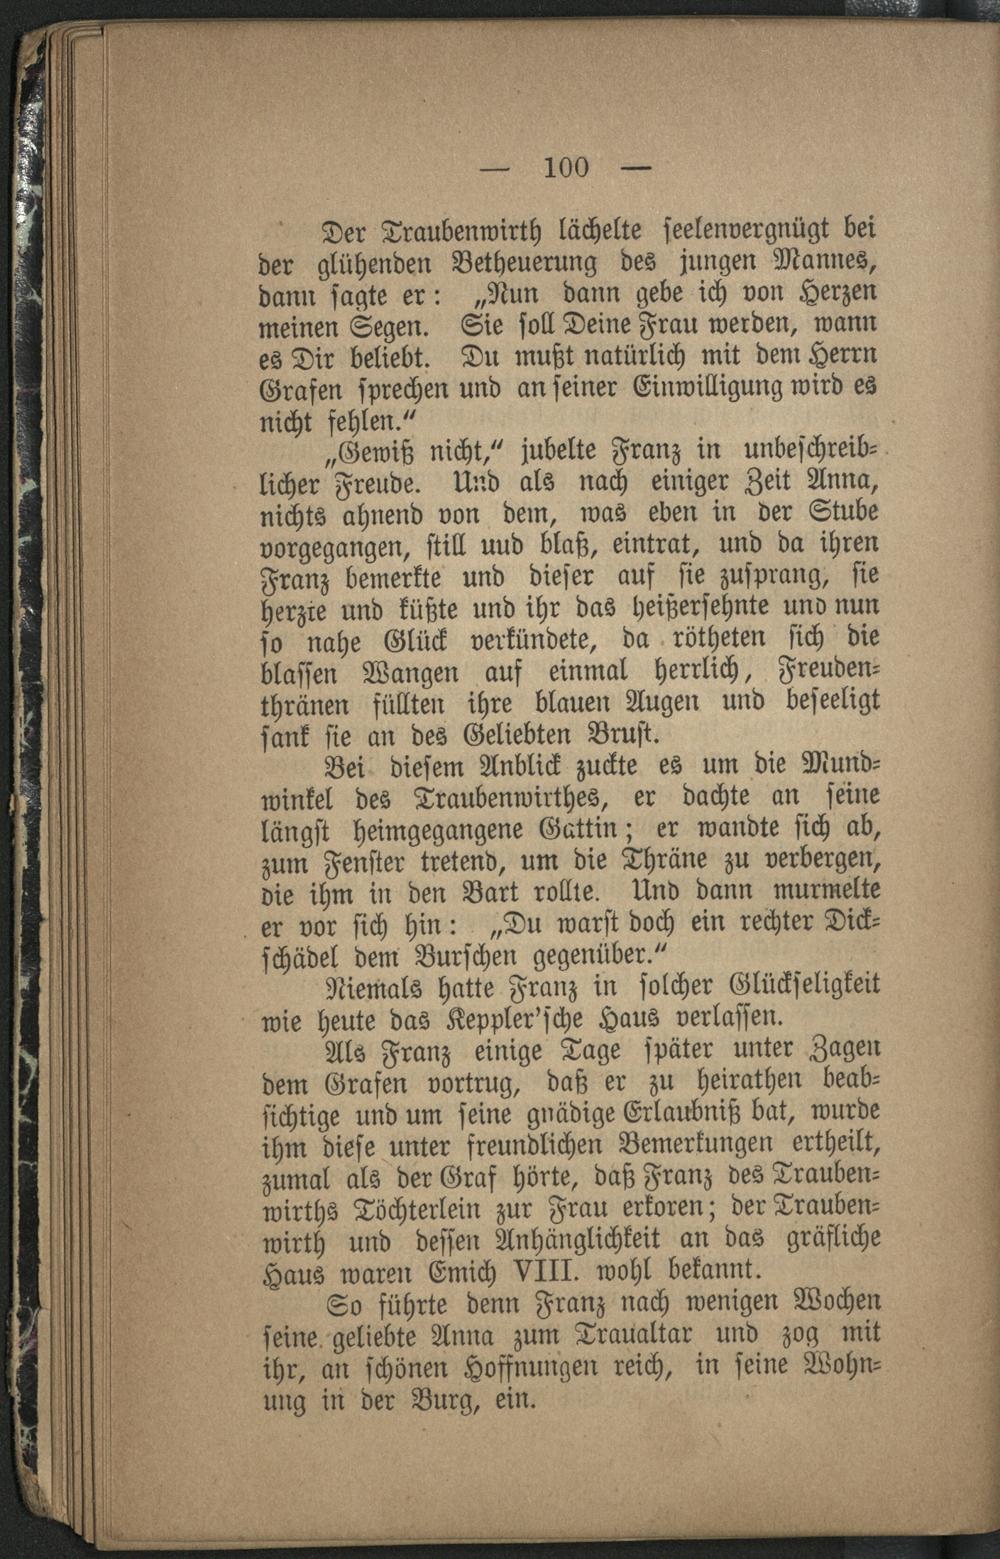 — 100 —
Der Traubenwirth lächelte seelenvergnügt bei
der glühenden Betheuerung des jungen Mannes,
dann sagte er: „Nun dann gebe ich von Herzen
meinen Segen. Sie soll Deine Frau werden, wann
es Dir beliebt. Du mußt natürlich mit dem Herrn
Grafen sprechen und an seiner Einwilligung wird es
nicht fehlen.“
„Gewiß nicht,“ jubelte Franz in unbeschreib-
licher Freude. Und als nach einiger Zeit Anna,
nichts ahnend von dem, was eben in der Stube
vorgegangen, still uud blaß, eintrat, und da ihren
Franz bemerkte und dieser auf sie zusprang, sie
herzte und küßte und ihr das heißersehnte und nun
so nahe Glück verkündete, da rötheten sich die
blassen Wangen auf einmal herrlich, Freuden-
thränen füllten ihre blauen Augen und beseeligt
sank sie an des Geliebten Brust.
Bei diesem Anblick zuckte es um die Mund-
winkel des Traubenwirthes, er dachte an seine
längst heimgegangene Gattin; er wandte sich ab,
zum Fenster tretend, um die Thräne zu verbergen,
die ihm in den Bart rollte. Und dann murmelte
er vor sich hin: „Du warst doch ein rechter Dick-
schädel dem Burschen gegenüber.“
Niemals hatte Franz in solcher Glückseligkeit
wie heute das Keppler'sche Haus verlassen.
Als Franz einige Tage später unter Zagen
dem Grafen vortrug, daß er zu heirathen beab-
sichtige und um seine gnädige Erlaubniß bat, wurde
ihm diese unter freundlichen Bemerkungen ertheilt,
zumal als der Graf hörte, daß Franz des Trauben-
wirths Töchterlein zur Frau erkoren; der Trauben-
wirth und dessen Anhänglichkeit an das gräfliche
Haus waren Emich VIII. wohl bekannt.
So führte denn Franz nach wenigen Wochen
seine geliebte Anna zum Traualtar und zog mit
ihr, an schönen Hoffnungen reich, in seine Wohn-
ung in der Burg, ein.